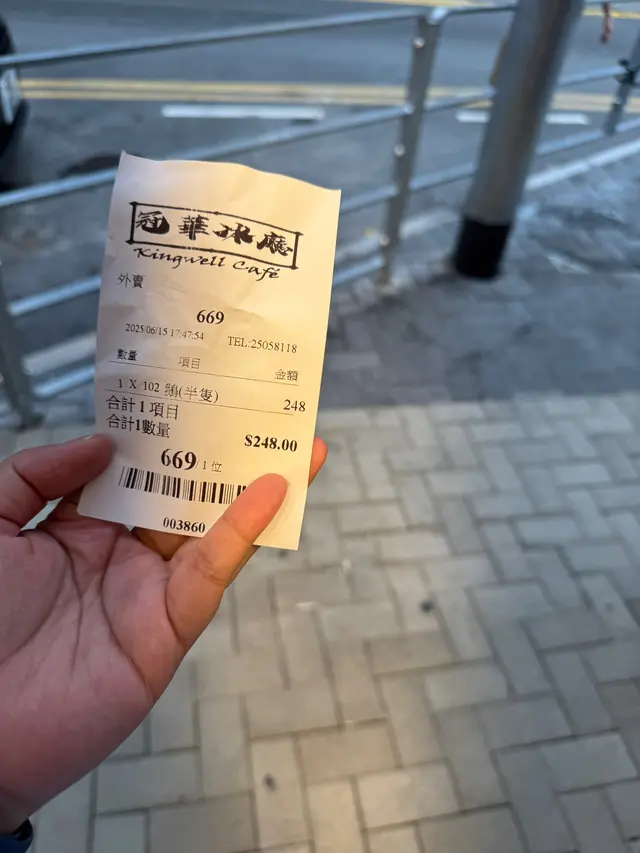 冠華冰廳
Kingwell Café
外賣
669
2025/06/15 17:47:54 TEL:25058118
數量 項目 金額
1 X 102 鵝(半隻) 248
合計1項目
合計1數量 $248.00
669/1位
003860